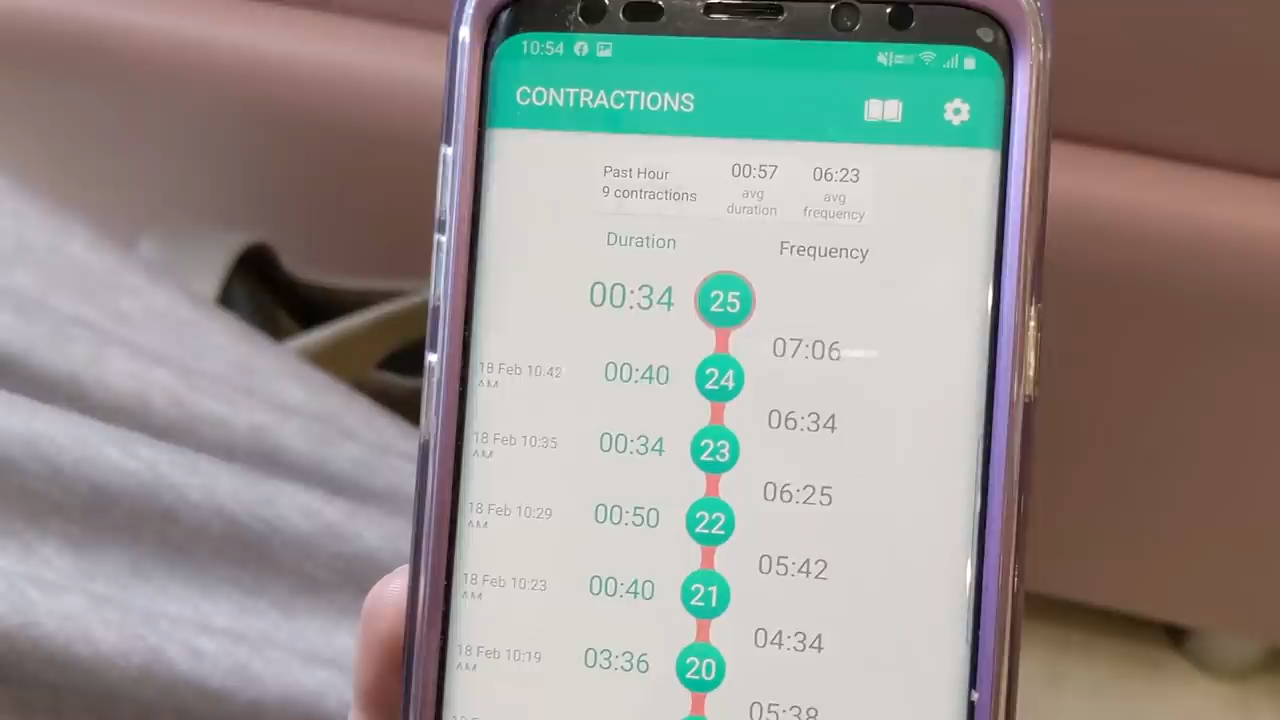 10:54
CONTRACTIONS
Past Hour
9 contractions
00:57
avg
duration
06:23
avg
frequency
Duration
Frequency
00:34
25
07:06
18 Feb 10:42
AM
00:40
24
06:34
18 Feb 10:35
AM
00:34
23
06:25
18 Feb 10:29
AM
00:50
22
05:42
18 Feb 10:23
AM
00:40
21
04:34
18 Feb 10:19
AM
03:36
20
05:38